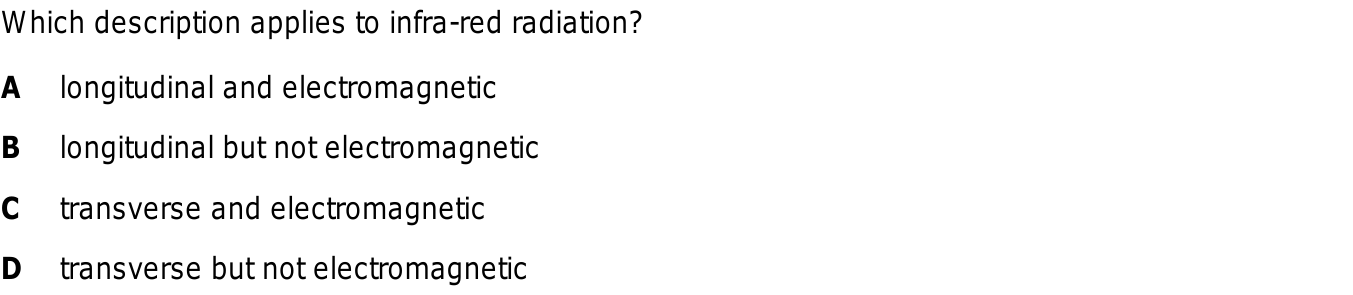 Which description applies to infra-red radiation?
A longitudinal and electromagnetic
B longitudinal but not electromagnetic
C transverse and electromagnetic
D transverse but not electromagnetic